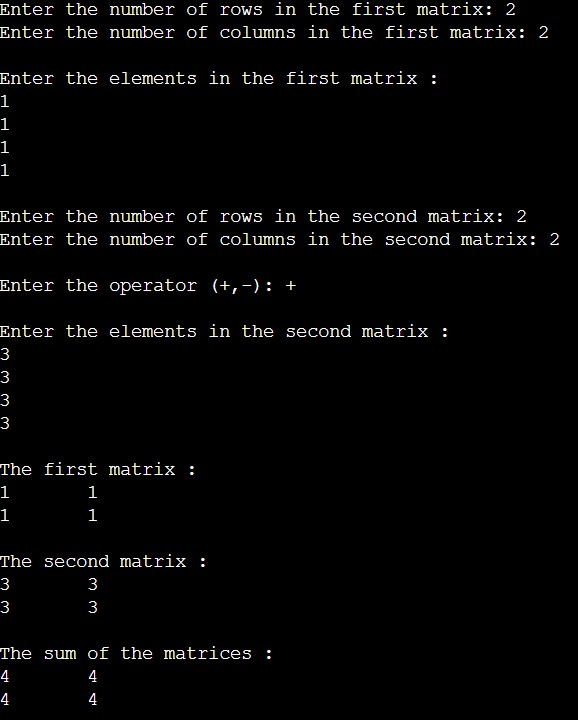 Enter the number of rows in the first matrix: 2
Enter the number of columns in the first matrix: 2
Enter the elements in the first matrix :
1
1
1
1
Enter the number of rows in the second matrix: 2
Enter the number of columns in the second matrix: 2
Enter the operator (+,-): +
Enter the elements in the second matrix :
3
3
3
3
The first matrix :
1 1
1 1
The second matrix :
3 3
3 3
The sum of the matrices :
4 4
4 4